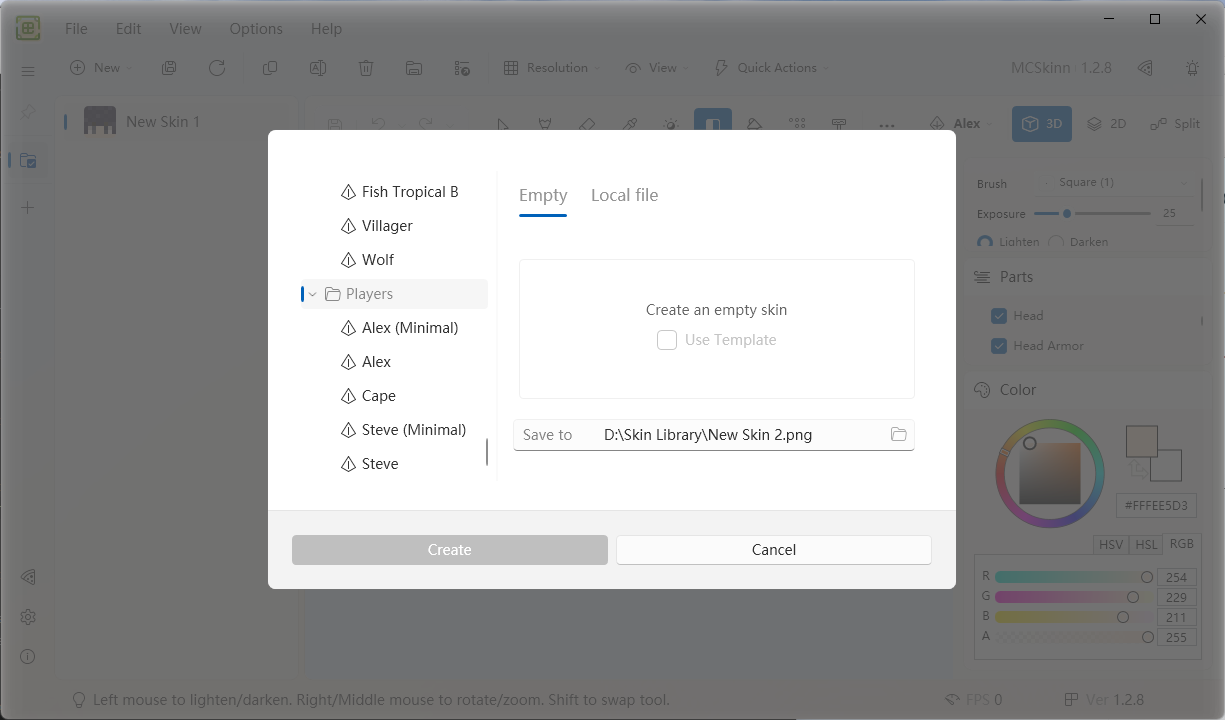 File Edit View Options Help
New Resolution View Quick Actions MCSkinn 1.2.8
New Skin 1
Alex 3D 2D Split
Brush Square (1)
Exposure 25
Lighten Darken
Parts
Head
Head Armor
Color
#FFFEE5D3
HSV HSL RGB
R 254
G 229
B 211
A 255
Fish Tropical B
Villager
Wolf
Players
Alex (Minimal)
Alex
Cape
Steve (Minimal)
Steve
Empty Local file
Create an empty skin
Use Template
Save to D:\Skin Library\New Skin 2.png
Create Cancel
Left mouse to lighten/darken. Right/Middle mouse to rotate/zoom. Shift to swap tool. FPS 0 Ver 1.2.8